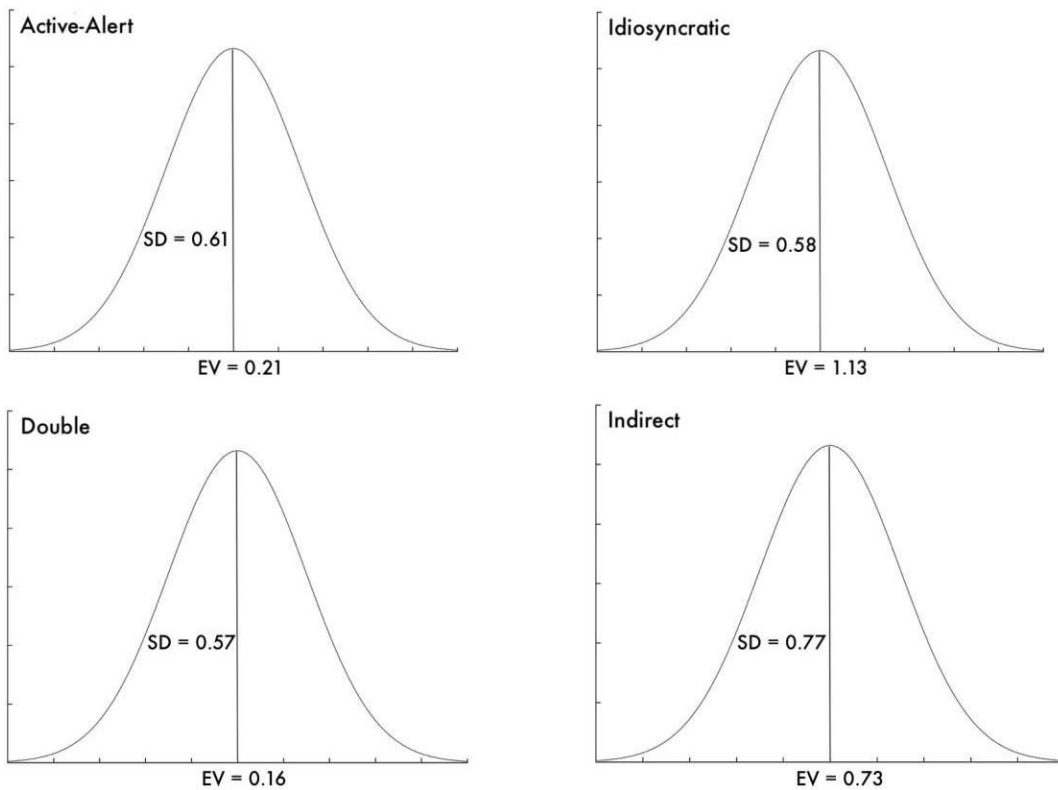 Active-Alert
SD = 0.61
EV = 0.21
Idiosyncratic
SD = 0.58
EV = 1.13
Double
SD = 0.57
EV = 0.16
Indirect
SD = 0.77
EV = 0.73